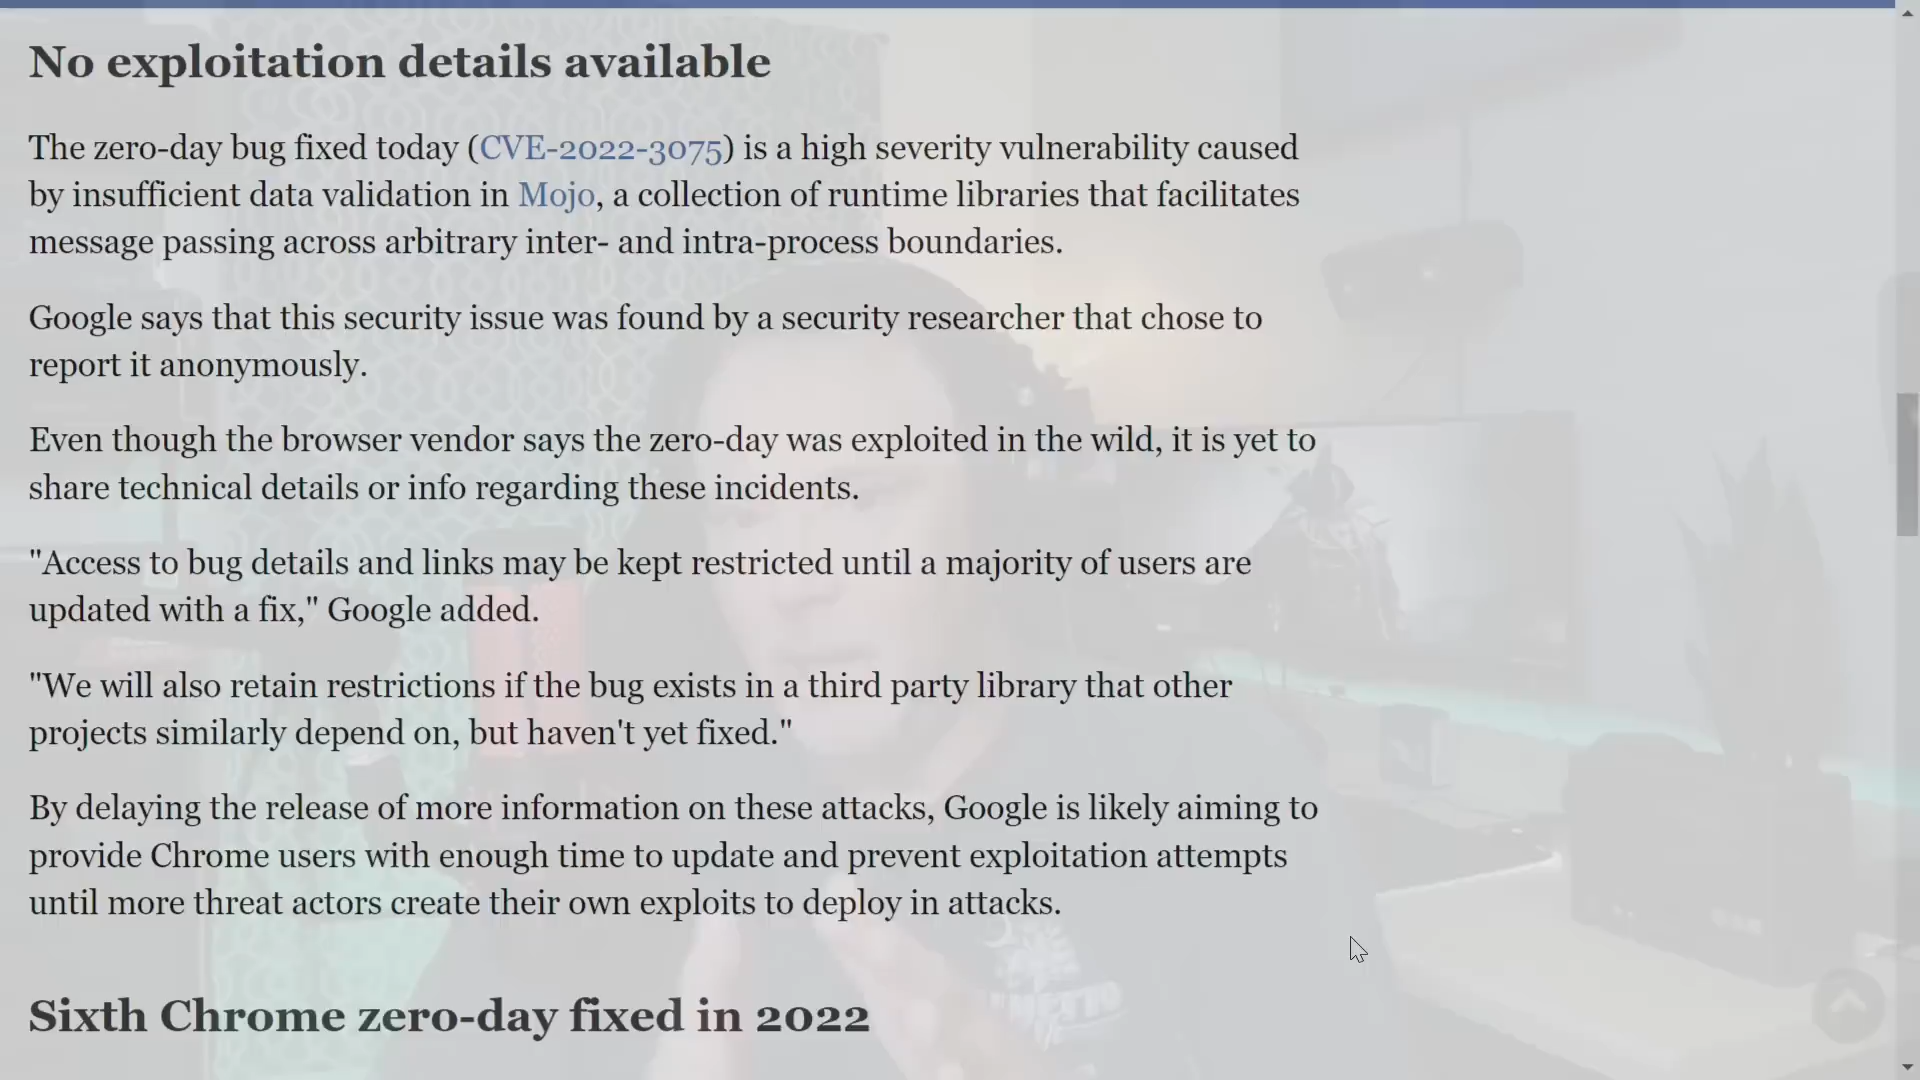 No exploitation details available
The zero-day bug fixed today (CVE-2022-3075) is a high severity vulnerability caused
by insufficient data validation in Mojo, a collection of runtime libraries that facilitates
message passing across arbitrary inter- and intra-process boundaries.
Google says that this security issue was found by a security researcher that chose to
report it anonymously.
Even though the browser vendor says the zero-day was exploited in the wild, it is yet to
share technical details or info regarding these incidents.
"Access to bug details and links may be kept restricted until a majority of users are
updated with a fix," Google added.
"We will also retain restrictions if the bug exists in a third party library that other
projects similarly depend on, but haven't yet fixed."
By delaying the release of more information on these attacks, Google is likely aiming to
provide Chrome users with enough time to update and prevent exploitation attempts
until more threat actors create their own exploits to deploy in attacks.
Sixth Chrome zero-day fixed in 2022